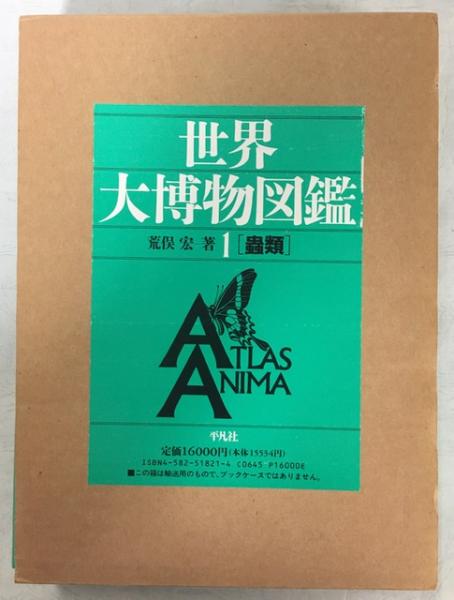 世界
大博物図鑑
荒俣 宏 著 1 [蟲類]
ATLAS
ANIMA
平凡社
定価16000円(本体15534円)
ISBN4-582-51821-4 C0645 P16000E
■この箱は輸送用のもので、ブックケースではありません。